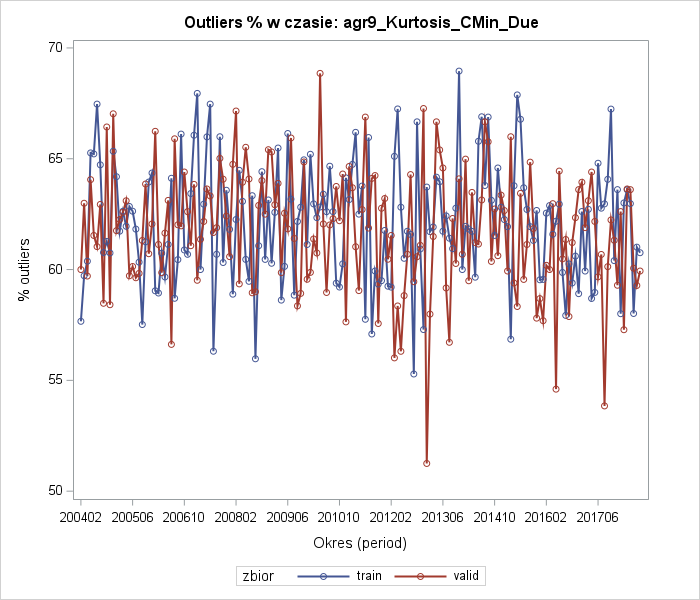 Outliers % w czasie: agr9_Kurtosis_CMin_Due
70
65
60
55
50
% outliers
200402 200506 200610 200802 200906 201010 201202 201306 201410 201602 201706
Okres (period)
zbior train valid